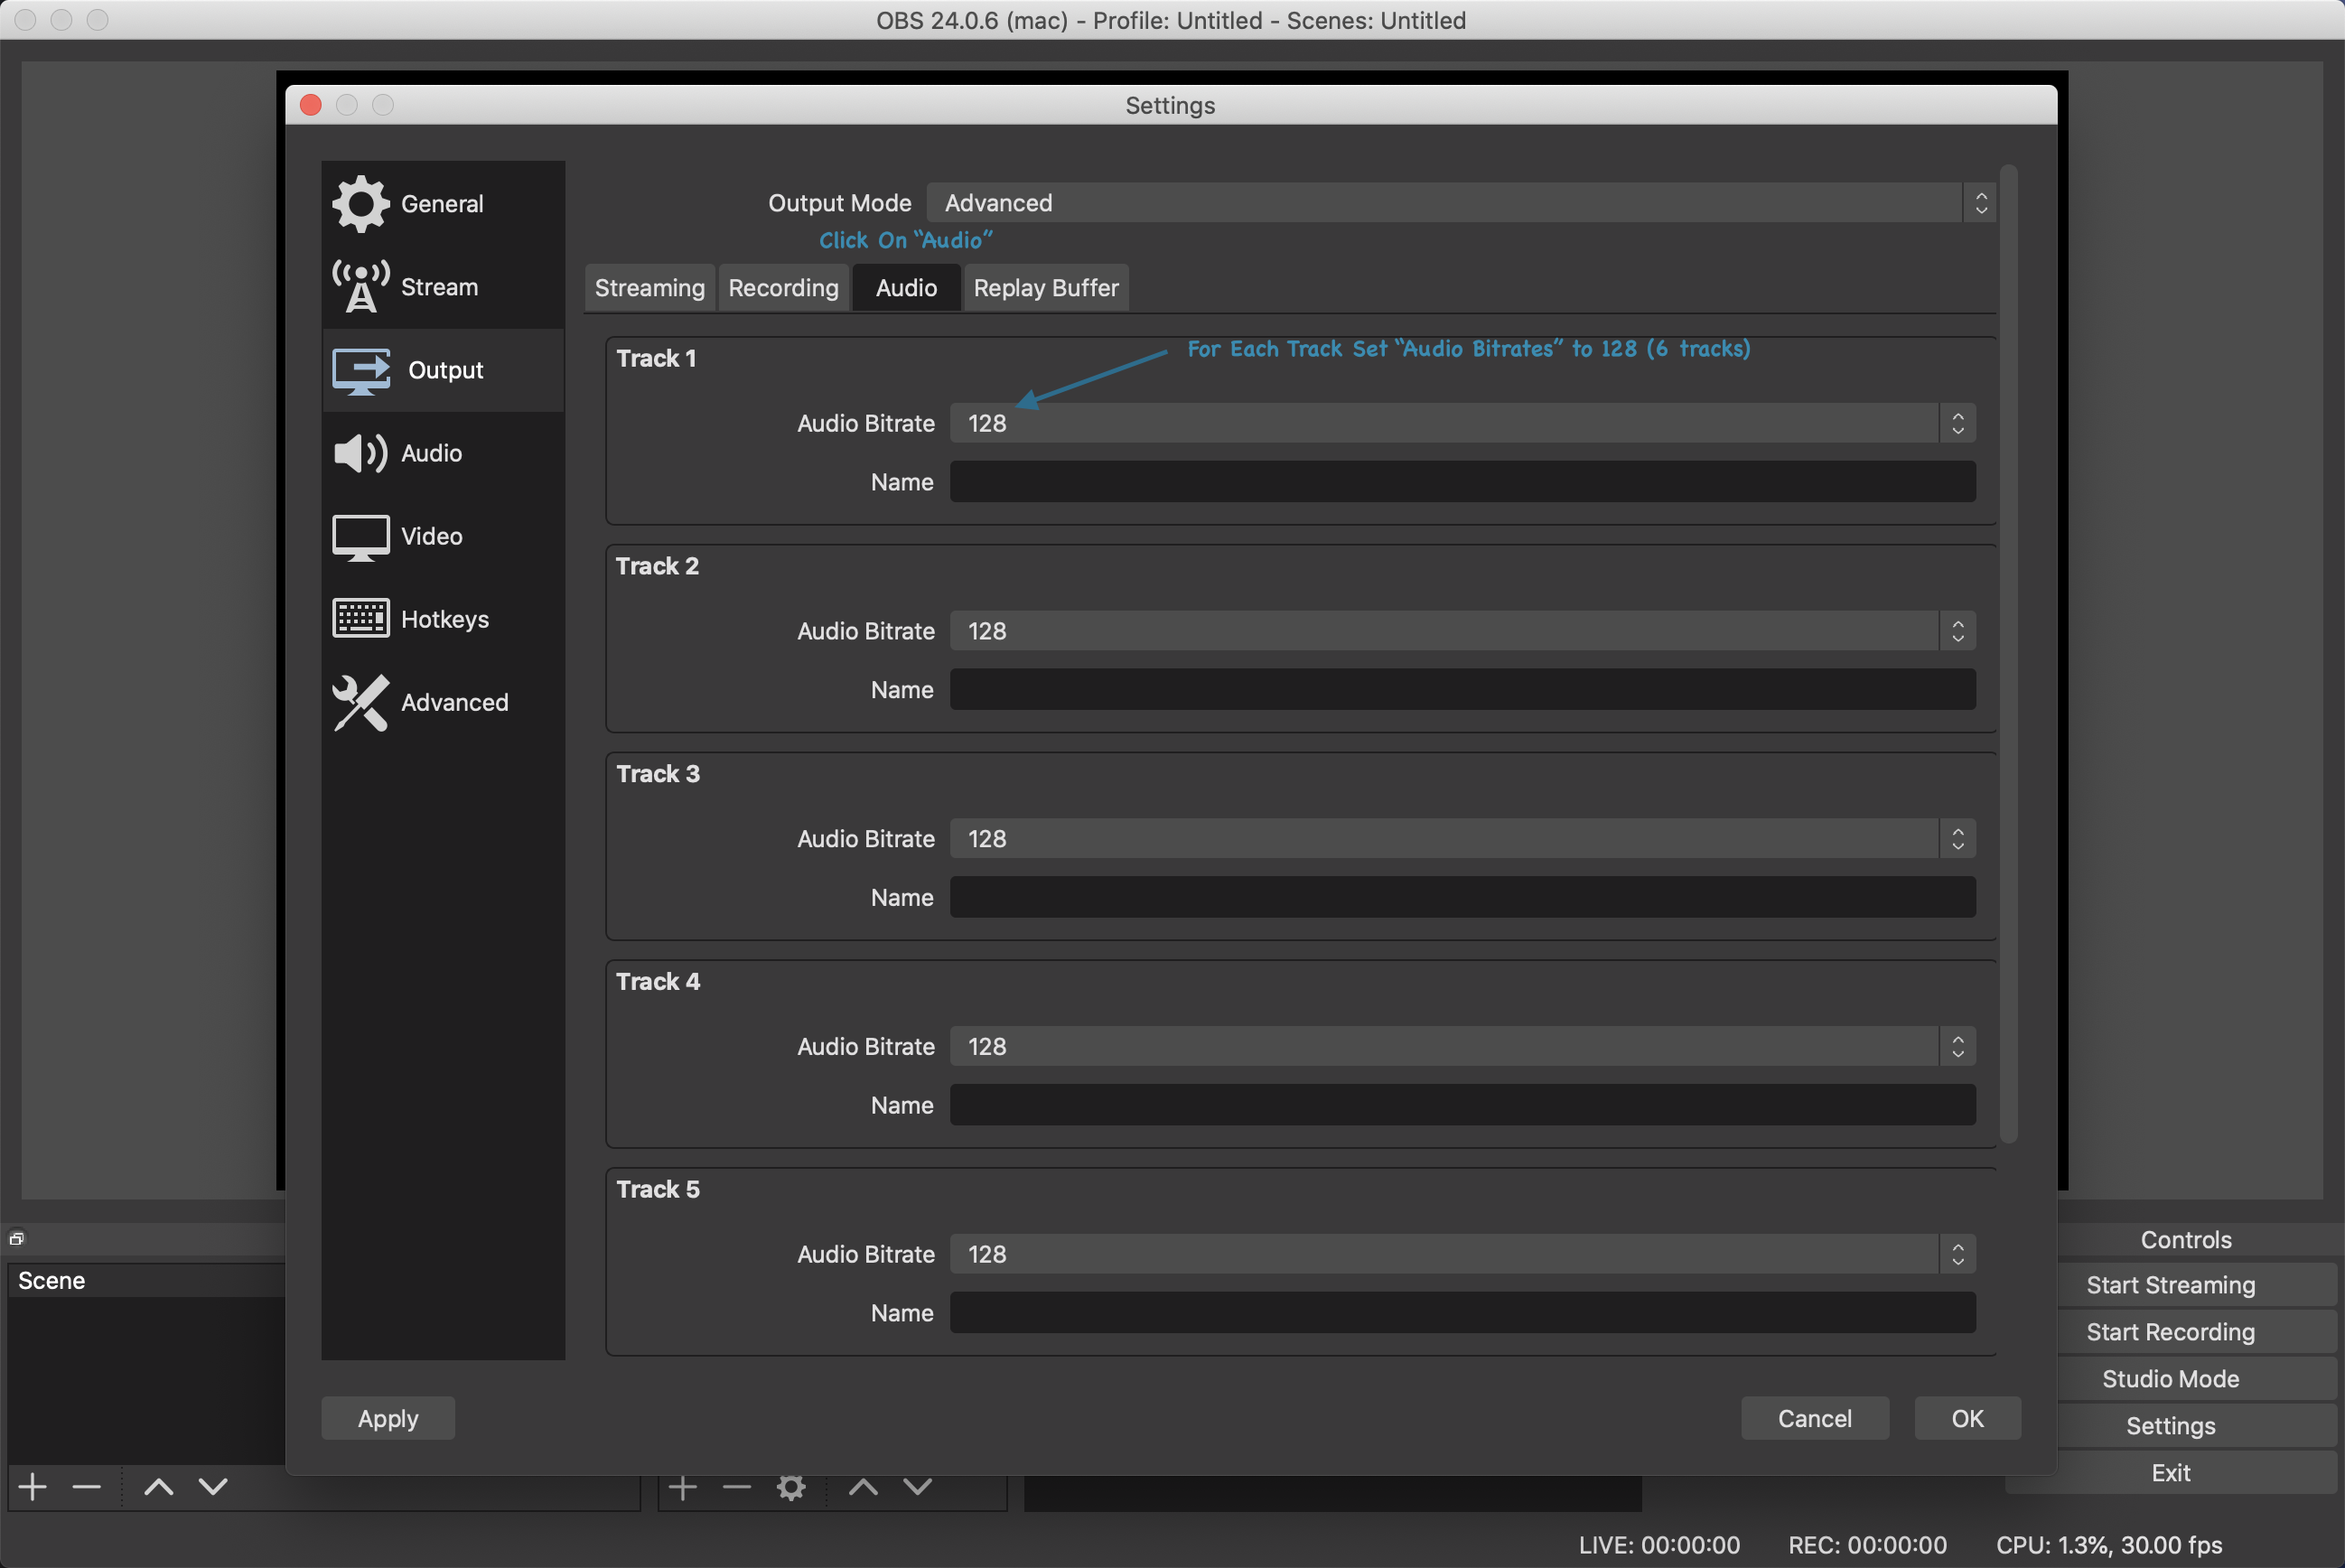 OBS 24.0.6 (mac) - Profile: Untitled - Scenes: Untitled
Settings
General
Stream
Output
Audio
Video
Hotkeys
Advanced
Output Mode Advanced
Click On “Audio”
Streaming Recording Audio Replay Buffer
Track 1
For Each Track Set “Audio Bitrates” to 128 (6 tracks)
Audio Bitrate 128
Name
Track 2
Audio Bitrate 128
Name
Track 3
Audio Bitrate 128
Name
Track 4
Audio Bitrate 128
Name
Track 5
Audio Bitrate 128
Name
Apply Cancel OK
Scene
Controls
Start Streaming
Start Recording
Studio Mode
Settings
Exit
LIVE: 00:00:00 REC: 00:00:00 CPU: 1.3%, 30.00 fps